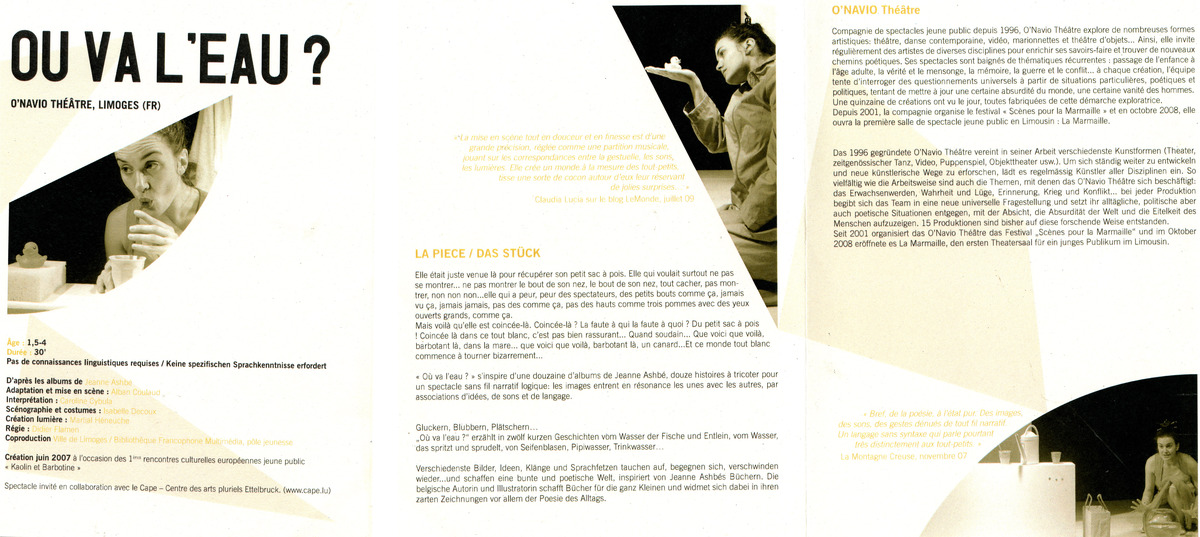 OU VA L'EAU ?
O'NAVIO THÉÂTRE, LIMOGES (FR)
Âge : 1,5-4
Durée : 30'
Pas de connaissances linguistiques requises / Keine spezifischen Sprachkenntnisse erfordert
D'après les albums de Jeanne Ashbé
Adaptation et mise en scène : Alban Coulaud
Interprétation : Caroline Cybula
Scénographie et costumes : Isabelle Decoux
Création lumière : Martial Héneuche
Régie : Didier
Coproduction Ville de Limoges / Bibliothèque Francophone Multimédia, pôle jeunesse
Création juin 2007 à l'occasion des 1ères rencontres culturelles européennes jeune public
« Kaolin et Barbotine »
Spectacle invité en collaboration avec le Cape – Centre des arts pluriels Ettelbruck. (www.cape.lu)
«La mise en scène tout en douceur et en finesse est d'une
grande précision, réglée comme une partition musicale,
jouant sur les correspondances entre la gestuelle, les sons,
les lumières. Elle crée un monde à la mesure des tout-petits,
tisse une sorte de cocon autour d'eux leur réservant
de jolies surprises... »
Claudia Lucia sur le blog LeMonde, juillet 09
LA PIECE / DAS STÜCK
Elle était juste venue là pour récupérer son petit sac à pois. Elle qui voulait surtout ne pas
se montrer... ne pas montrer le bout de son nez, le bout de son nez, tout cacher, pas mon-
trer, non non non...elle qui a peur, peur des spectateurs, des petits bouts comme ça, jamais
vu ça, jamais jamais, pas des comme ça, pas des hauts comme trois pommes avec des yeux
ouverts grands, comme ça.
Mais voilà qu'elle est coincée-là. Coincée-là ? La faute à qui la faute à quoi ? Du petit sac à pois
! Coincée là dans ce tout blanc, c'est pas bien rassurant... Quand soudain... Que voici que voilà,
barbotant là, dans la mare... que voici que voilà, barbotant là, un canard...Et ce monde tout blanc
commence à tourner bizarrement...
« Où va l'eau ? » s'inspire d'une douzaine d'albums de Jeanne Ashbé, douze histoires à tricoter pour
un spectacle sans fil narratif logique: les images entrent en résonance les unes avec les autres, par
associations d'idées, de sons et de langage.
Gluckern, Blubbern, Plätschern...
„Où va l'eau ?" erzählt in zwölf kurzen Geschichten vom Wasser der Fische und Entlein, vom Wasser,
das spritzt und sprudelt, von Seifenblasen, Pipiwasser, Trinkwasser...
Verschiedenste Bilder, Ideen, Klänge und Sprachfetzen tauchen auf, begegnen sich, verschwinden
wieder...und schaffen eine bunte und poetische Welt, inspiriert von Jeanne Ashbés Büchern. Die
belgische Autorin und Illustratorin schafft Bücher für die ganz Kleinen und widmet sich dabei in ihren
zarten Zeichnungen vor allem der Poesie des Alltags.
O'NAVIO Théâtre
Compagnie de spectacles jeune public depuis 1996, O'Navio Théâtre explore de nombreuses formes
artistiques: théâtre, danse contemporaine, vidéo, marionnettes et théâtre d'objets... Ainsi, elle invite
régulièrement des artistes de diverses disciplines pour enrichir ses savoirs-faire et trouver de nouveaux
chemins poétiques. Ses spectacles sont baignés de thématiques récurrentes : passage de l'enfance à
l'âge adulte, la vérité et le mensonge, la mémoire, la guerre et le conflit... à chaque création, l'équipe
tente d'interroger des questionnements universels à partir de situations particulières, poétiques et
politiques, tentant de mettre à jour une certaine absurdité du monde, une certaine vanité des hommes.
Une quinzaine de créations ont vu le jour, toutes fabriquées de cette démarche exploratrice.
Depuis 2001, la compagnie organise le festival « Scènes pour la Marmaille » et en octobre 2008, elle
ouvra la première salle de spectacle jeune public en Limousin : La Marmaille.
Das 1996 gegründete O'Navio Théâtre vereint in seiner Arbeit verschiedenste Kunstformen (Theater,
zeitgenössischer Tanz, Video, Puppenspiel, Objekttheater usw.). Um sich ständig weiter zu entwickeln
und neue künstlerische Wege zu erforschen, lädt es regelmässig Künstler aller Disziplinen ein. So
vielfältig wie die Arbeitsweise sind auch die Themen, mit denen das O'Navio Théâtre sich beschäftigt:
das Erwachsenwerden, Wahrheit und Lüge, Erinnerung, Krieg und Konflikt... bei jeder Produktion
begibt sich das Team in eine neue universelle Fragestellung und setzt ihr alltägliche, politische aber
auch poetische Situationen entgegen, mit der Absicht, die Absurdität der Welt und die Eitelkeit des
Menschen aufzuzeigen. 15 Produktionen sind bisher auf diese forschende Weise entstanden.
Seit 2001 organisiert das O'Navio Théâtre das Festival „Scènes pour la Marmaille" und im Oktober
2008 eröffnete es La Marmaille, den ersten Theatersaal für ein junges Publikum im Limousin.
« Bref, de la poésie, à l'état pur. Des images,
des sons, des gestes dénués de tout fil narratif.
Un langage sans syntaxe qui parle pourtant
très distinctement aux tout-petits. »
La Montagne Creuse, novembre 07